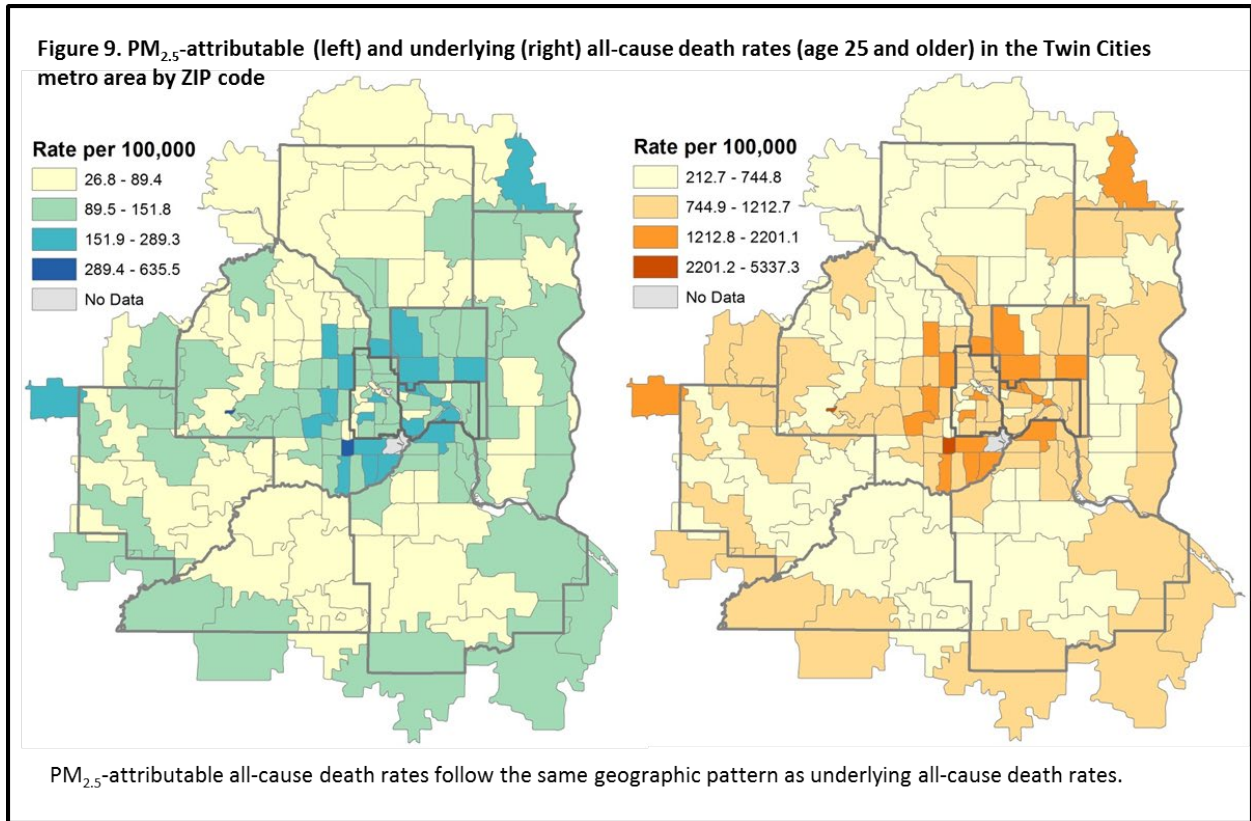 Figure 9. PM2.5-attributable (left) and underlying (right) all-cause death rates (age 25 and older) in the Twin Cities
metro area by ZIP code
Rate per 100,000
26.8 - 89.4
89.5 - 151.8
151.9 - 289.3
289.4 - 635.5
No Data
Rate per 100,000
212.7 - 744.8
744.9 - 1212.7
1212.8 - 2201.1
2201.2 - 5337.3
No Data
PM2.5-attributable all-cause death rates follow the same geographic pattern as underlying all-cause death rates.